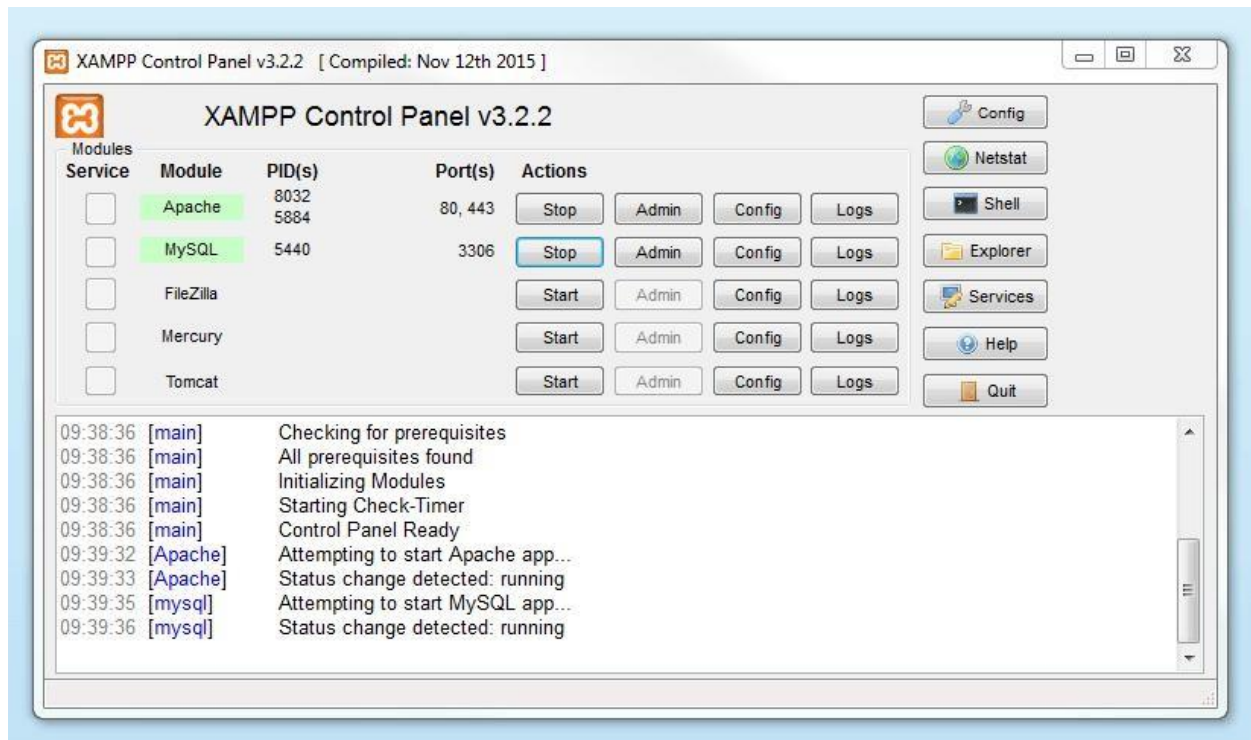 XAMPP Control Panel v3.2.2 [ Compiled: Nov 12th 2015 ]
XAMPP Control Panel v3.2.2
Config
Modules
Netstat
Service Module PID(s) Port(s) Actions
Apache 8032 5884 80, 443 Stop Admin Config Logs
Shell
MySQL 5440 3306 Stop Admin Config Logs
Explorer
FileZilla Start Admin Config Logs
Services
Mercury Start Admin Config Logs
Help
Tomcat Start Admin Config Logs
Quit
09:38:36 [main] Checking for prerequisites
09:38:36 [main] All prerequisites found
09:38:36 [main] Initializing Modules
09:38:36 [main] Starting Check-Timer
09:38:36 [main] Control Panel Ready
09:39:32 [Apache] Attempting to start Apache app...
09:39:33 [Apache] Status change detected: running
09:39:35 [mysql] Attempting to start MySQL app...
09:39:36 [mysql] Status change detected: running